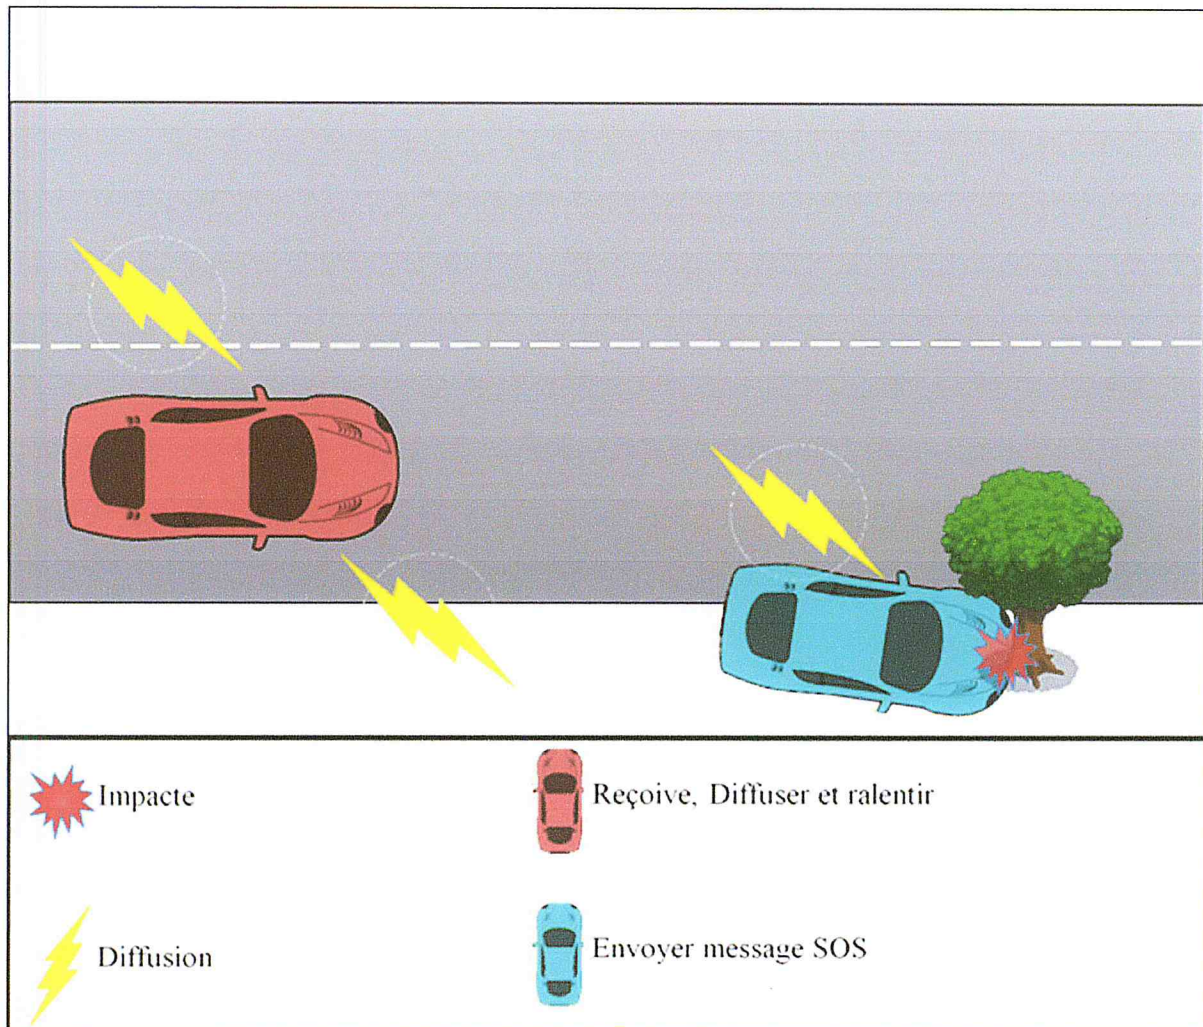 Impacte
Reçoive, Diffuser et ralentir
Diffusion
Envoyer message SOS